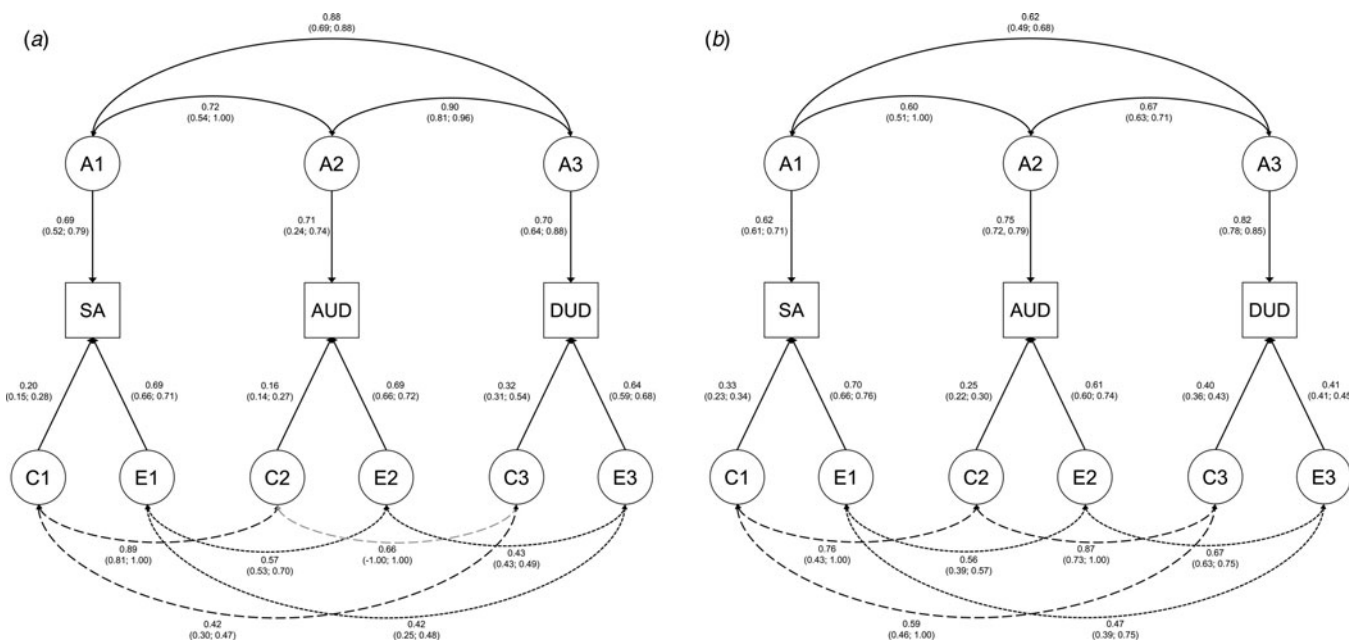 (a)
0.88
(0.69; 0.88)
0.72
(0.54; 1.00)
0.90
(0.81; 0.96)
A1
A2
A3
0.69
(0.52; 0.79)
0.71
(0.24; 0.74)
0.70
(0.64; 0.88)
SA
AUD
DUD
0.20
(0.15; 0.28)
0.69
(0.66; 0.71)
0.16
(0.14; 0.27)
0.69
(0.66; 0.72)
0.32
(0.31; 0.54)
0.64
(0.59; 0.68)
C1
E1
C2
E2
C3
E3
0.89
(0.81; 1.00)
0.57
(0.53; 0.70)
0.66
(-1.00; 1.00)
0.43
(0.43; 0.49)
0.42
(0.30; 0.47)
0.42
(0.25; 0.48)
(b)
0.62
(0.49; 0.68)
0.60
(0.51; 1.00)
0.67
(0.63; 0.71)
A1
A2
A3
0.62
(0.61; 0.71)
0.75
(0.72, 0.79)
0.82
(0.78; 0.85)
SA
AUD
DUD
0.33
(0.23; 0.34)
0.70
(0.66; 0.76)
0.25
(0.22; 0.30)
0.61
(0.60; 0.74)
0.40
(0.36; 0.43)
0.41
(0.41; 0.45
C1
E1
C2
E2
C3
E3
0.76
(0.43; 1.00)
0.56
(0.39; 0.57)
0.87
(0.73; 1.00)
0.67
(0.63; 0.75)
0.59
(0.46; 1.00)
0.47
(0.39; 0.75)